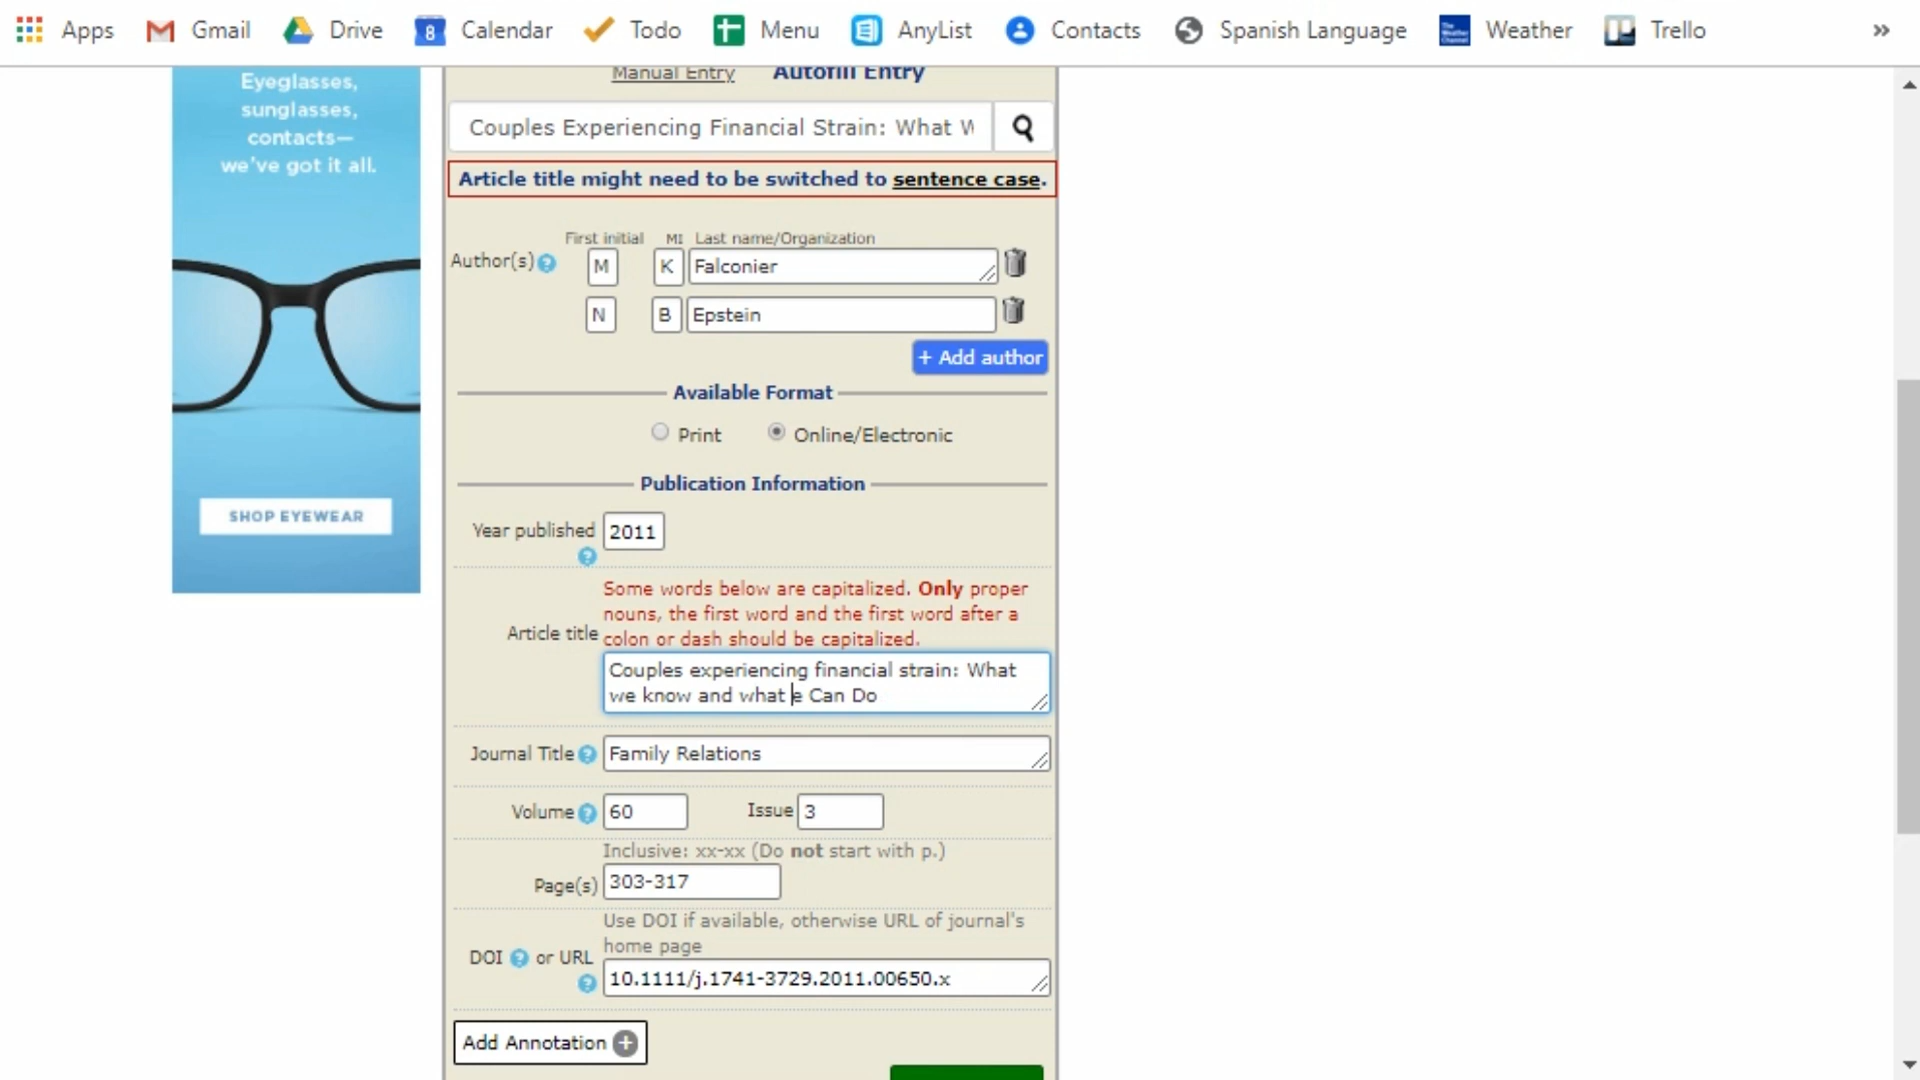 Apps Gmail Drive 8 Calendar Todo Menu AnyList Contacts Spanish Language The Weather Channel Weather Trello »
Eyeglasses,
sunglasses,
contacts—
we've got it all.
SHOP EYEWEAR
Manual Entry Autofill Entry
Couples Experiencing Financial Strain: What W
Article title might need to be switched to sentence case.
First initial MI Last name/Organization
Author(s) ? M K Falconier
N B Epstein
+ Add author
Available Format
Print Online/Electronic
Publication Information
Year published 2011
?
Some words below are capitalized. Only proper
nouns, the first word and the first word after a
Article title colon or dash should be capitalized.
Couples experiencing financial strain: What
we know and what e Can Do
Journal Title ? Family Relations
Volume ? 60 Issue 3
Inclusive: xx-xx (Do not start with p.)
Page(s) 303-317
Use DOI if available, otherwise URL of journal's
home page
DOI ? or URL
? 10.1111/j.1741-3729.2011.00650.x
Add Annotation +